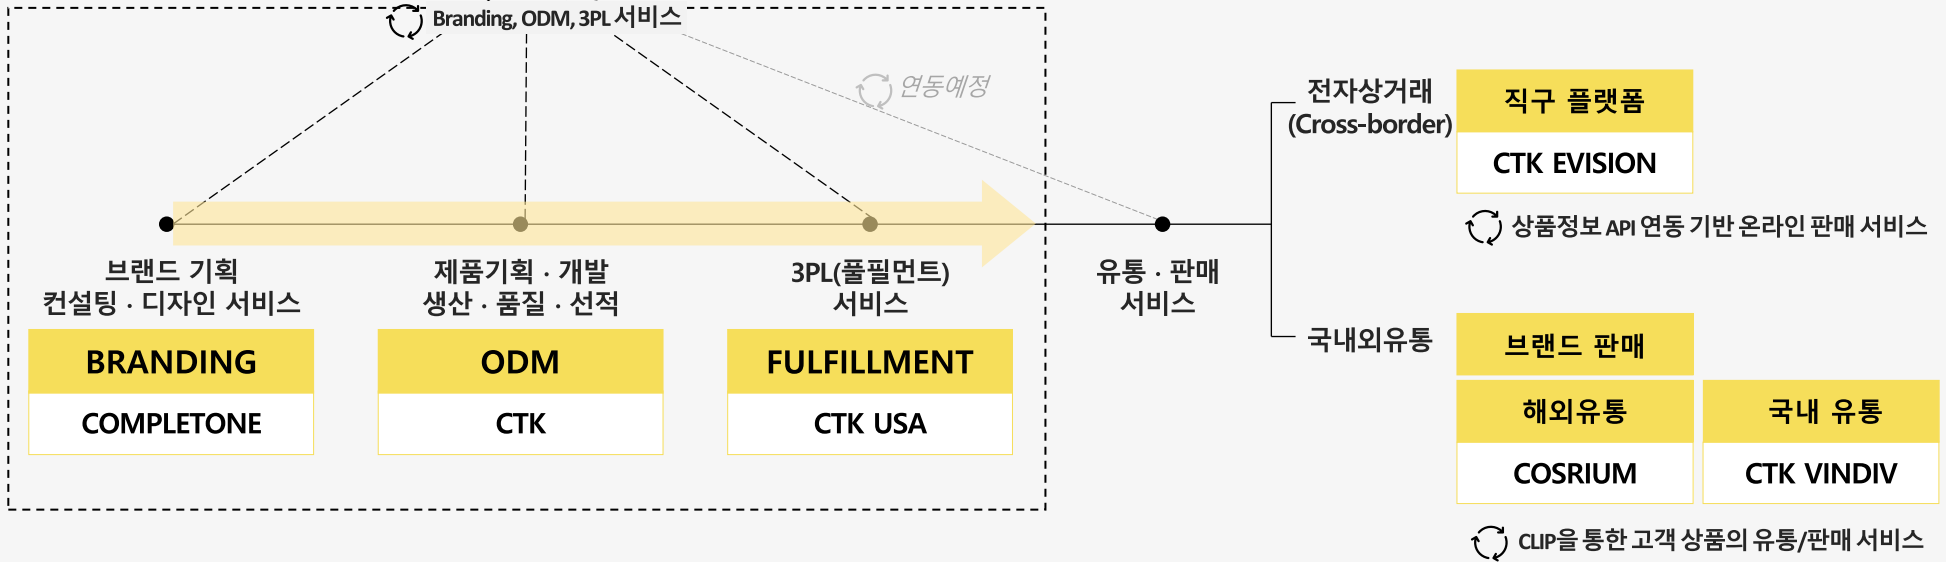 Branding, ODM, 3PL 서비스
연동예정
브랜드 기획
컨설팅 · 디자인 서비스
BRANDING
COMPLETONE
제품기획 · 개발
생산 · 품질 · 선적
ODM
CTK
3PL(풀필먼트)
서비스
FULFILLMENT
CTK USA
유통 · 판매
서비스
전자상거래
(Cross-border)
직구 플랫폼
CTK EVISION
상품정보 API 연동 기반 온라인 판매 서비스
국내외유통
브랜드 판매
해외유통
COSRIUM
국내 유통
CTK VINDIV
CLIP을 통한 고객 상품의 유통/판매 서비스